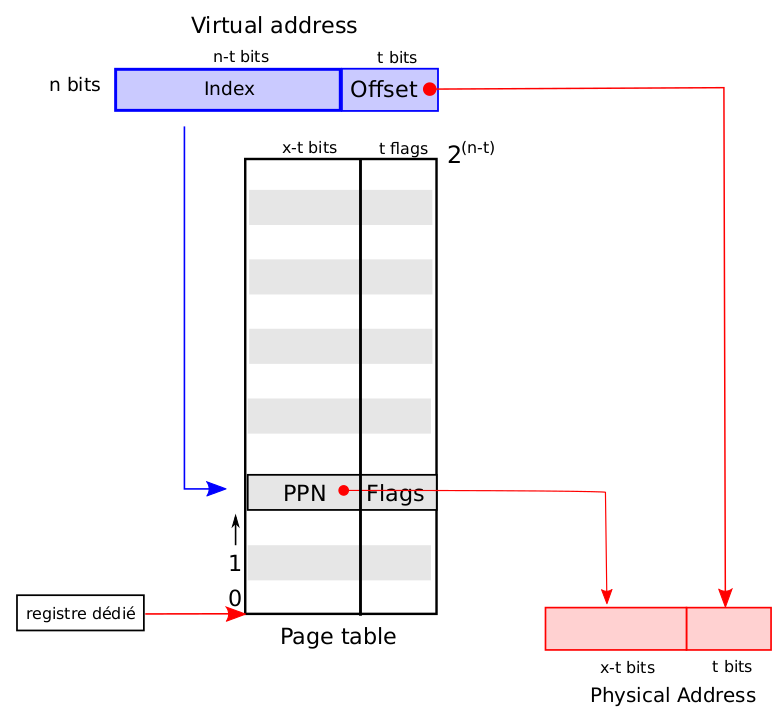 Virtual address
n-t bits
t bits
n bits
Index
Offset
x-t bits
t flags
2(n-t)
PPN
Flags
1
0
registre dédié
Page table
x-t bits
t bits
Physical Address